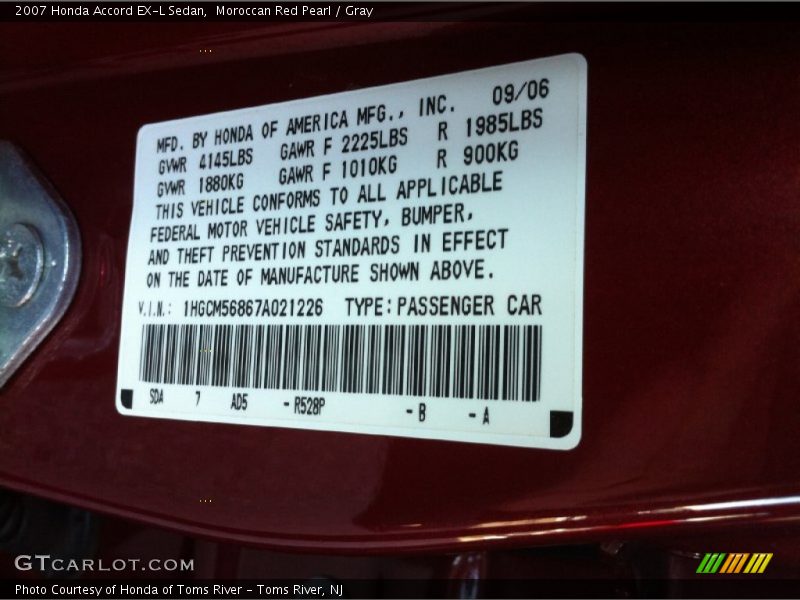 2007 Honda Accord EX-L Sedan,  Moroccan Red Pearl / Gray
MFD. BY HONDA OF AMERICA MFG., INC. 09/06
GVWR 4145LBS GAWR F 2225LBS R 1985LBS
GVWR 1880KG GAWR F 1010KG R 900KG
THIS VEHICLE CONFORMS TO ALL APPLICABLE
FEDERAL MOTOR VEHICLE SAFETY, BUMPER,
AND THEFT PREVENTION STANDARDS IN EFFECT
ON THE DATE OF MANUFACTURE SHOWN ABOVE.
V.I.N.: 1HGCM56867A021226 TYPE: PASSENGER CAR
SDA 7 AD5 - R528P - B - A
GTCARLOT.COM
Photo Courtesy of Honda of Toms River - Toms River, NJ